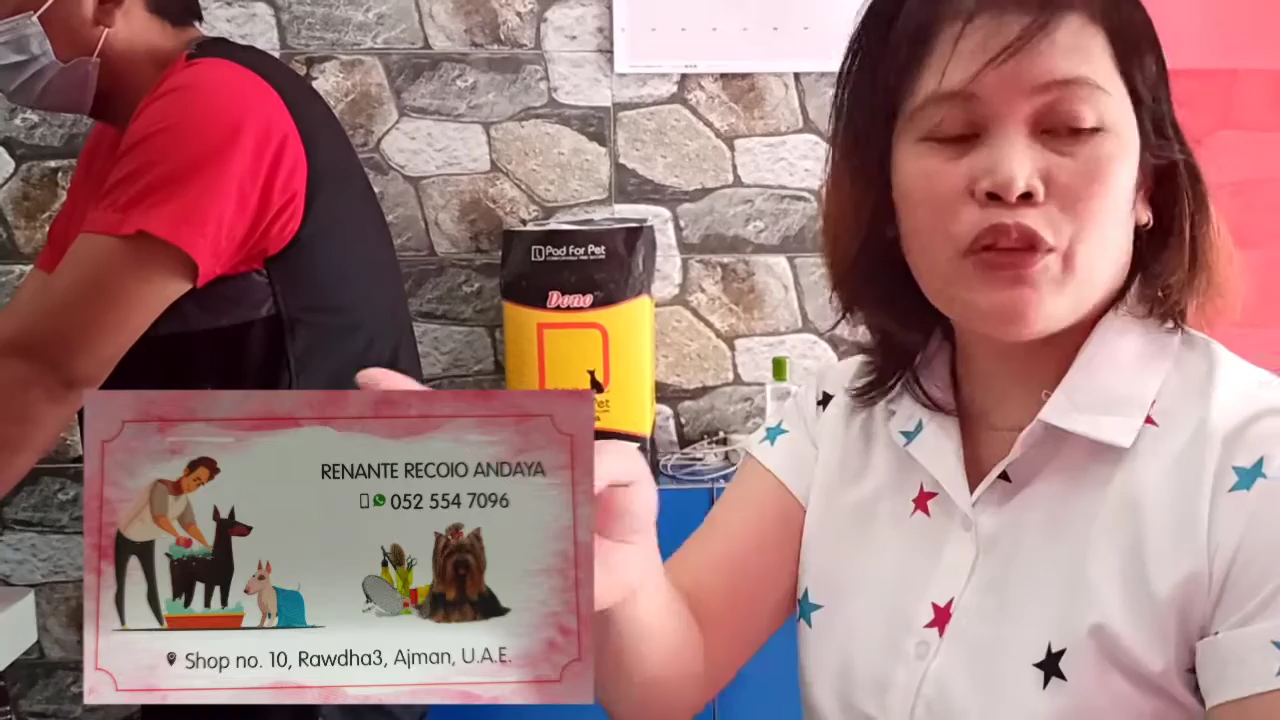 Pad For Pet
Dono
RENANTE RECOIO ANDAYA
052 554 7096
Shop no. 10, Rawdha3, Ajman, U.A.E.